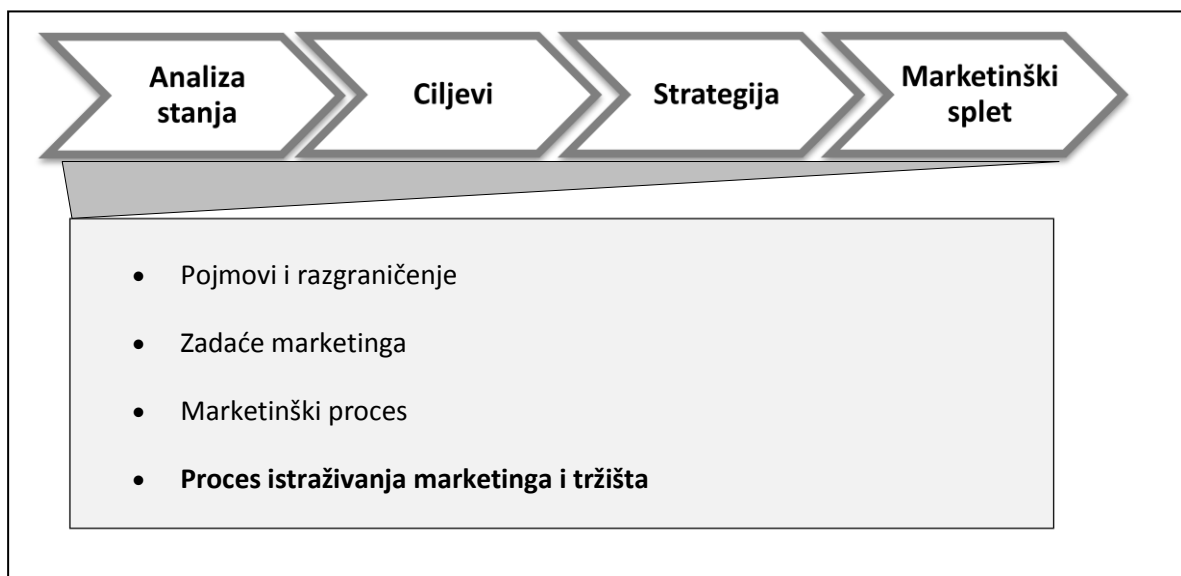 Analiza
stanja
Ciljevi
Strategija
Marketinški
splet
• Pojmovi i razgraničenje
• Zadaće marketinga
• Marketinški proces
• Proces istraživanja marketinga i tržišta